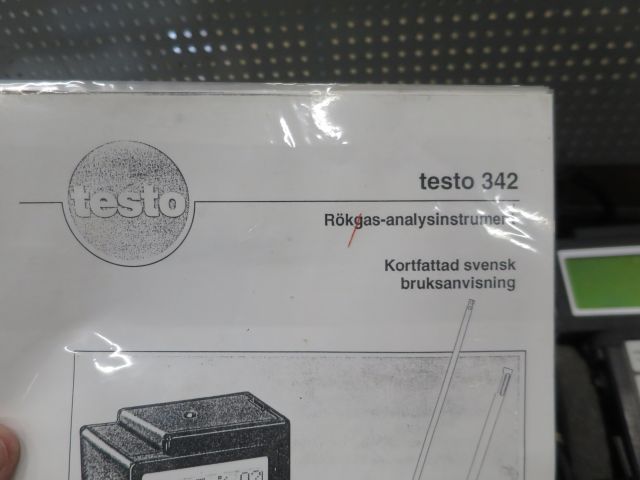 testo
testo 342
Rökgas-analysinstrument
Kortfattad svensk
bruksanvisning